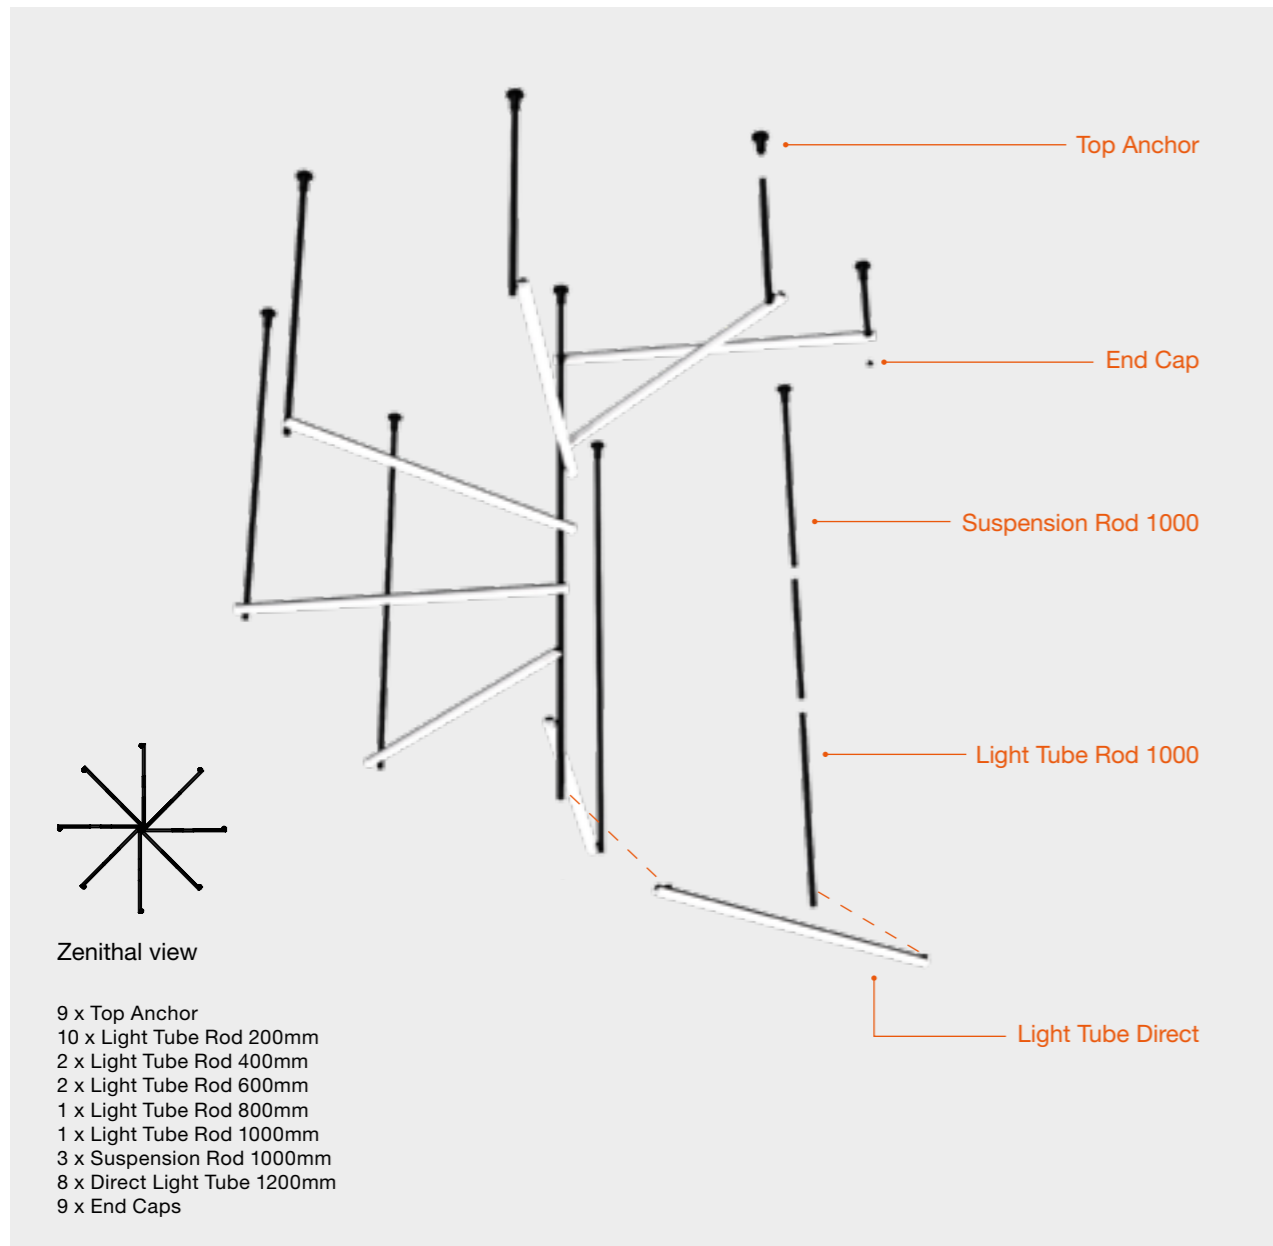 Top Anchor
End Cap
Suspension Rod 1000
Light Tube Rod 1000
Light Tube Direct
Zenithal view
9 x Top Anchor
10 x Light Tube Rod 200mm
2 x Light Tube Rod 400mm
2 x Light Tube Rod 600mm
1 x Light Tube Rod 800mm
1 x Light Tube Rod 1000mm
3 x Suspension Rod 1000mm
8 x Direct Light Tube 1200mm
9 x End Caps